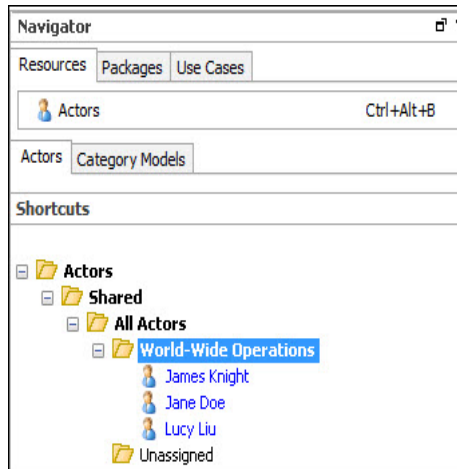 Navigator
Resources Packages Use Cases
Actors Ctrl+Alt+B
Actors Category Models
Shortcuts
Actors
Shared
All Actors
World-Wide Operations
James Knight
Jane Doe
Lucy Liu
Unassigned